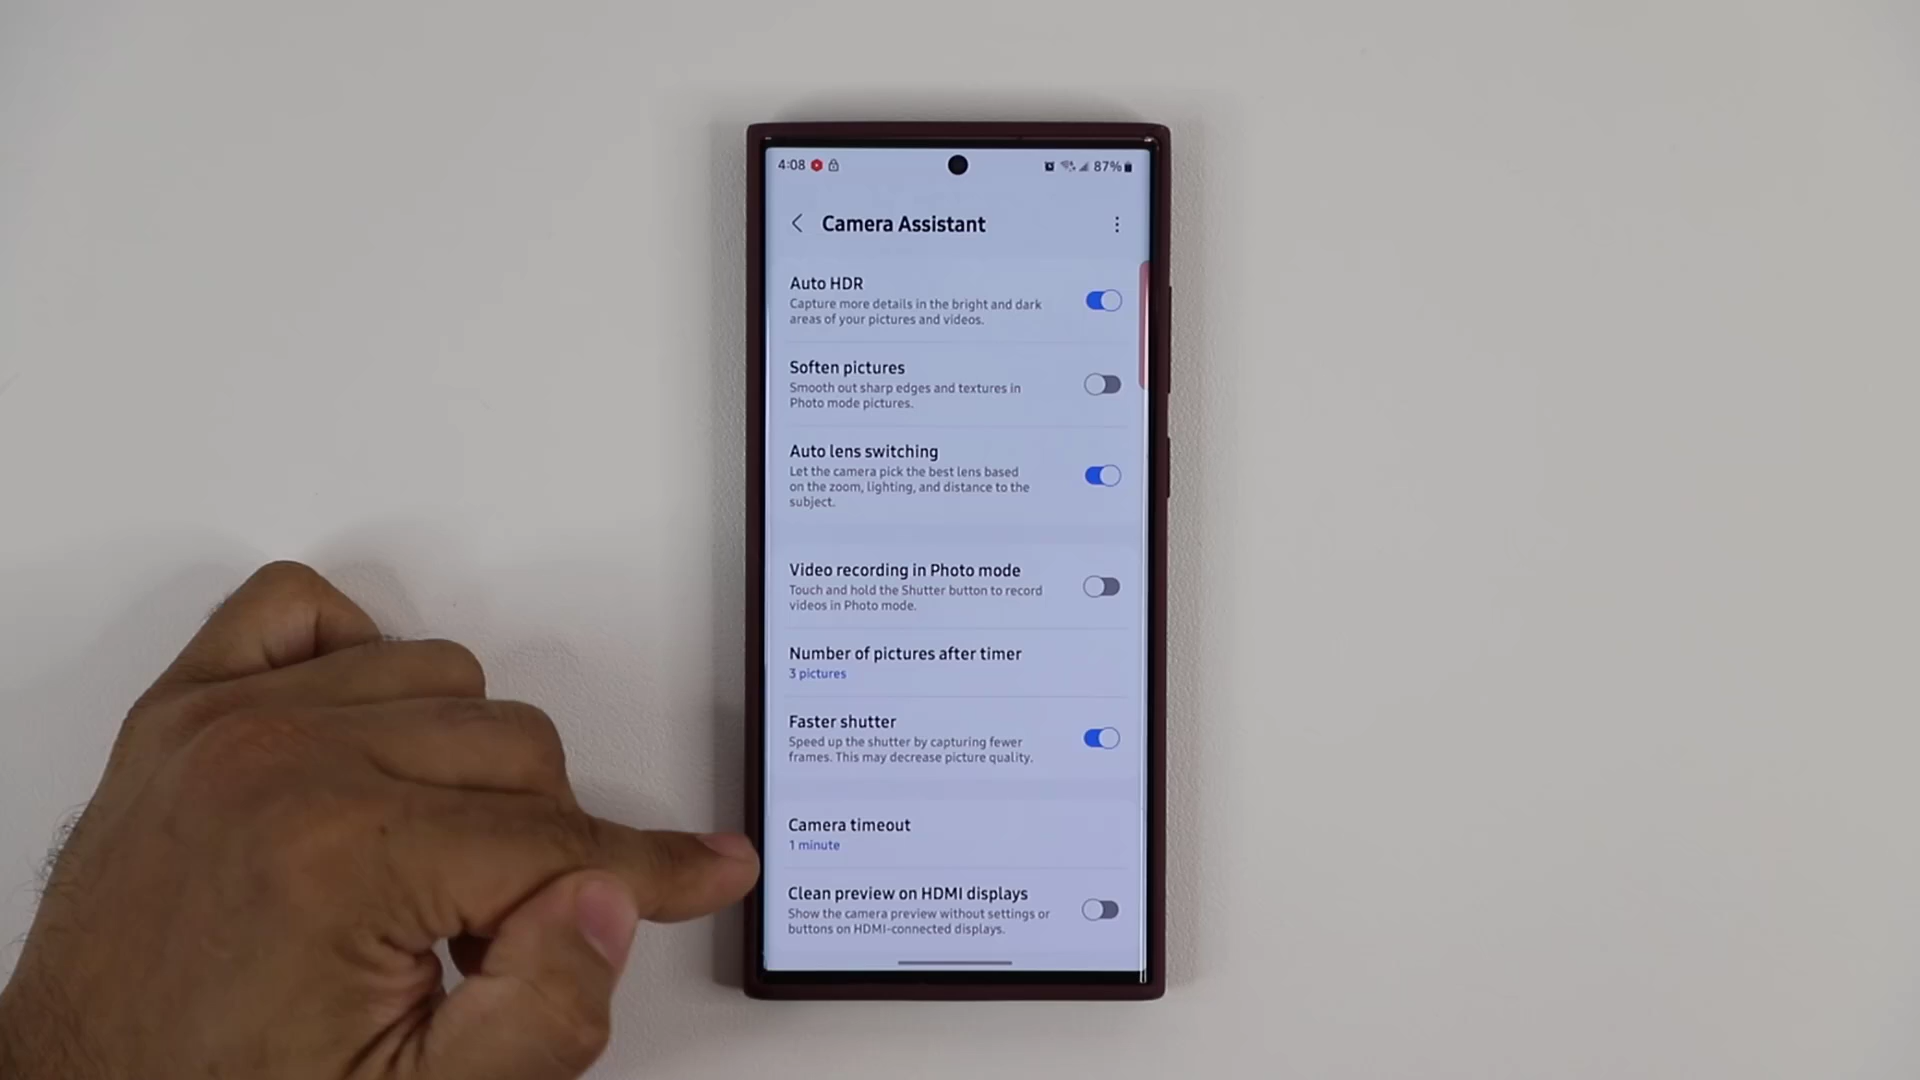 4:08 87%
Camera Assistant
Auto HDR
Capture more details in the bright and dark
areas of your pictures and videos.
Soften pictures
Smooth out sharp edges and textures in
Photo mode pictures.
Auto lens switching
Let the camera pick the best lens based
on the zoom, lighting, and distance to the
subject.
Video recording in Photo mode
Touch and hold the Shutter button to record
videos in Photo mode.
Number of pictures after timer
3 pictures
Faster shutter
Speed up the shutter by capturing fewer
frames. This may decrease picture quality.
Camera timeout
1 minute
Clean preview on HDMI displays
Show the camera preview without settings or
buttons on HDMI-connected displays.